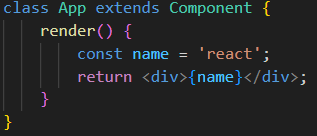 class App extends Component {
    render() {
        const name = 'react';
        return <div>{name}</div>;
    }
}